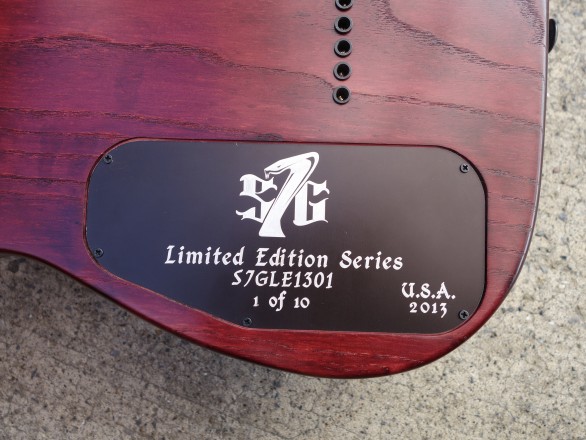 S7G
Limited Edition Series
S7GLE1301
1 of 10
U.S.A.
2013